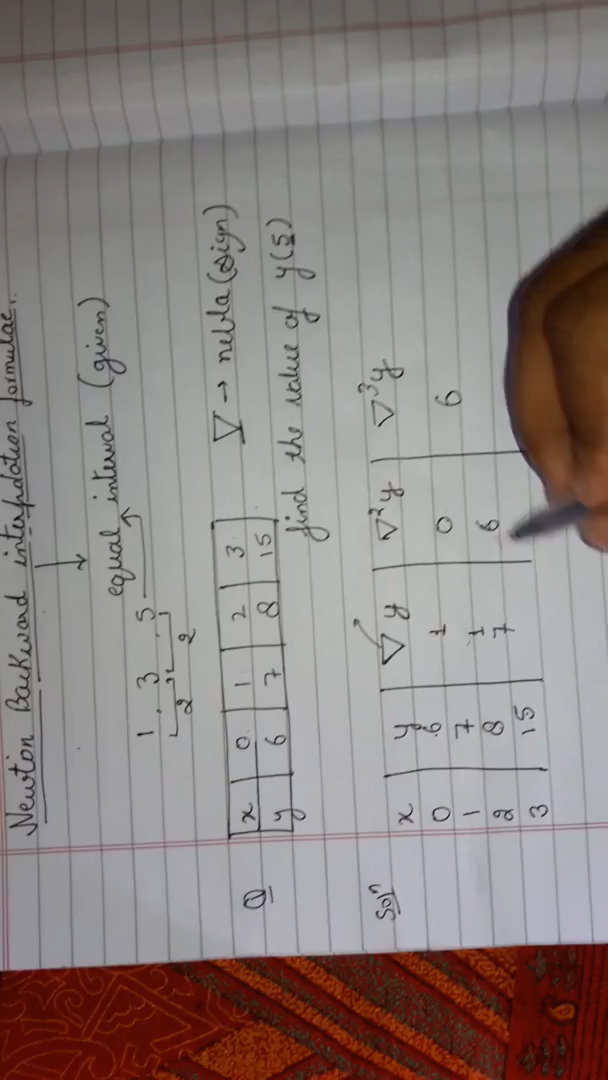 Newton Backward interpolation formulae.
↓
equal interval (given)
1, 3, 5
2 2
∇ → nebla (sign)
Q x 0 1 2 3
y 6 7 8 15
find the value of y(5)
Soln x y ∇y ∇²y ∇³y
0 6 1 0 6
1 7 1 6
2 8 7
3 15